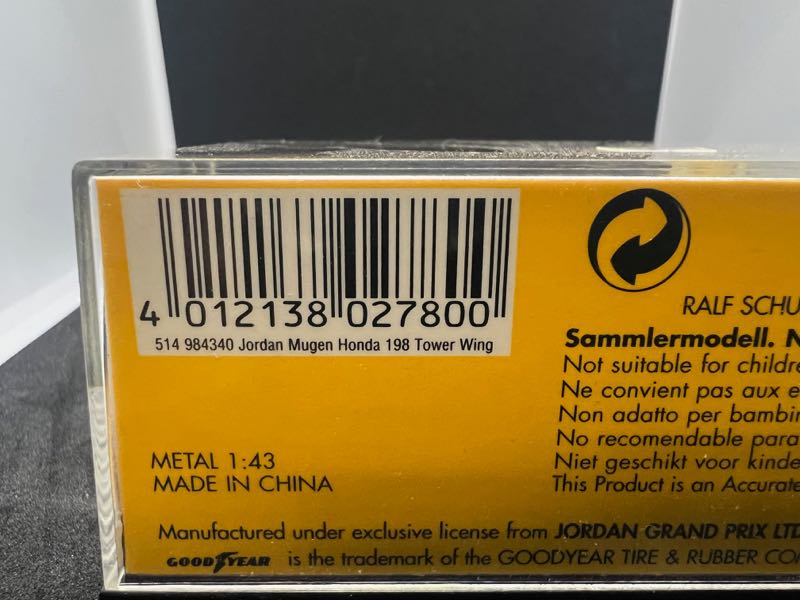 4 012138 027800
514 984340 Jordan Mugen Honda 198 Tower Wing
RALF SCHU
Sammlermodell. N
Not suitable for childre
Ne convient pas aux e
Non adatto per bambin
No recomendable para
Niet geschikt voor kinde
This Product is an Accurate
METAL 1:43
MADE IN CHINA
Manufactured under exclusive license from JORDAN GRAND PRIX LTD
GOODYEAR is the trademark of the GOODYEAR TIRE & RUBBER CO